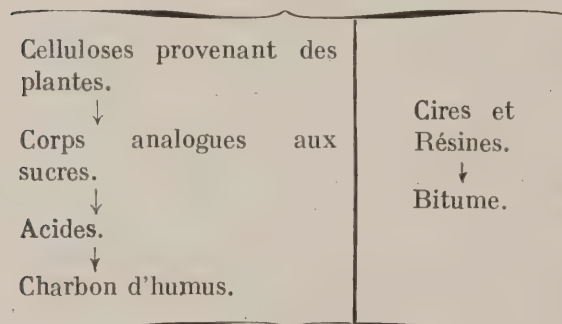 Celluloses provenant des
plantes.
↓
Corps analogues aux
sucres.
↓
Acides.
↓
Charbon d'humus.
Cires et
Résines.
↓
Bitume.